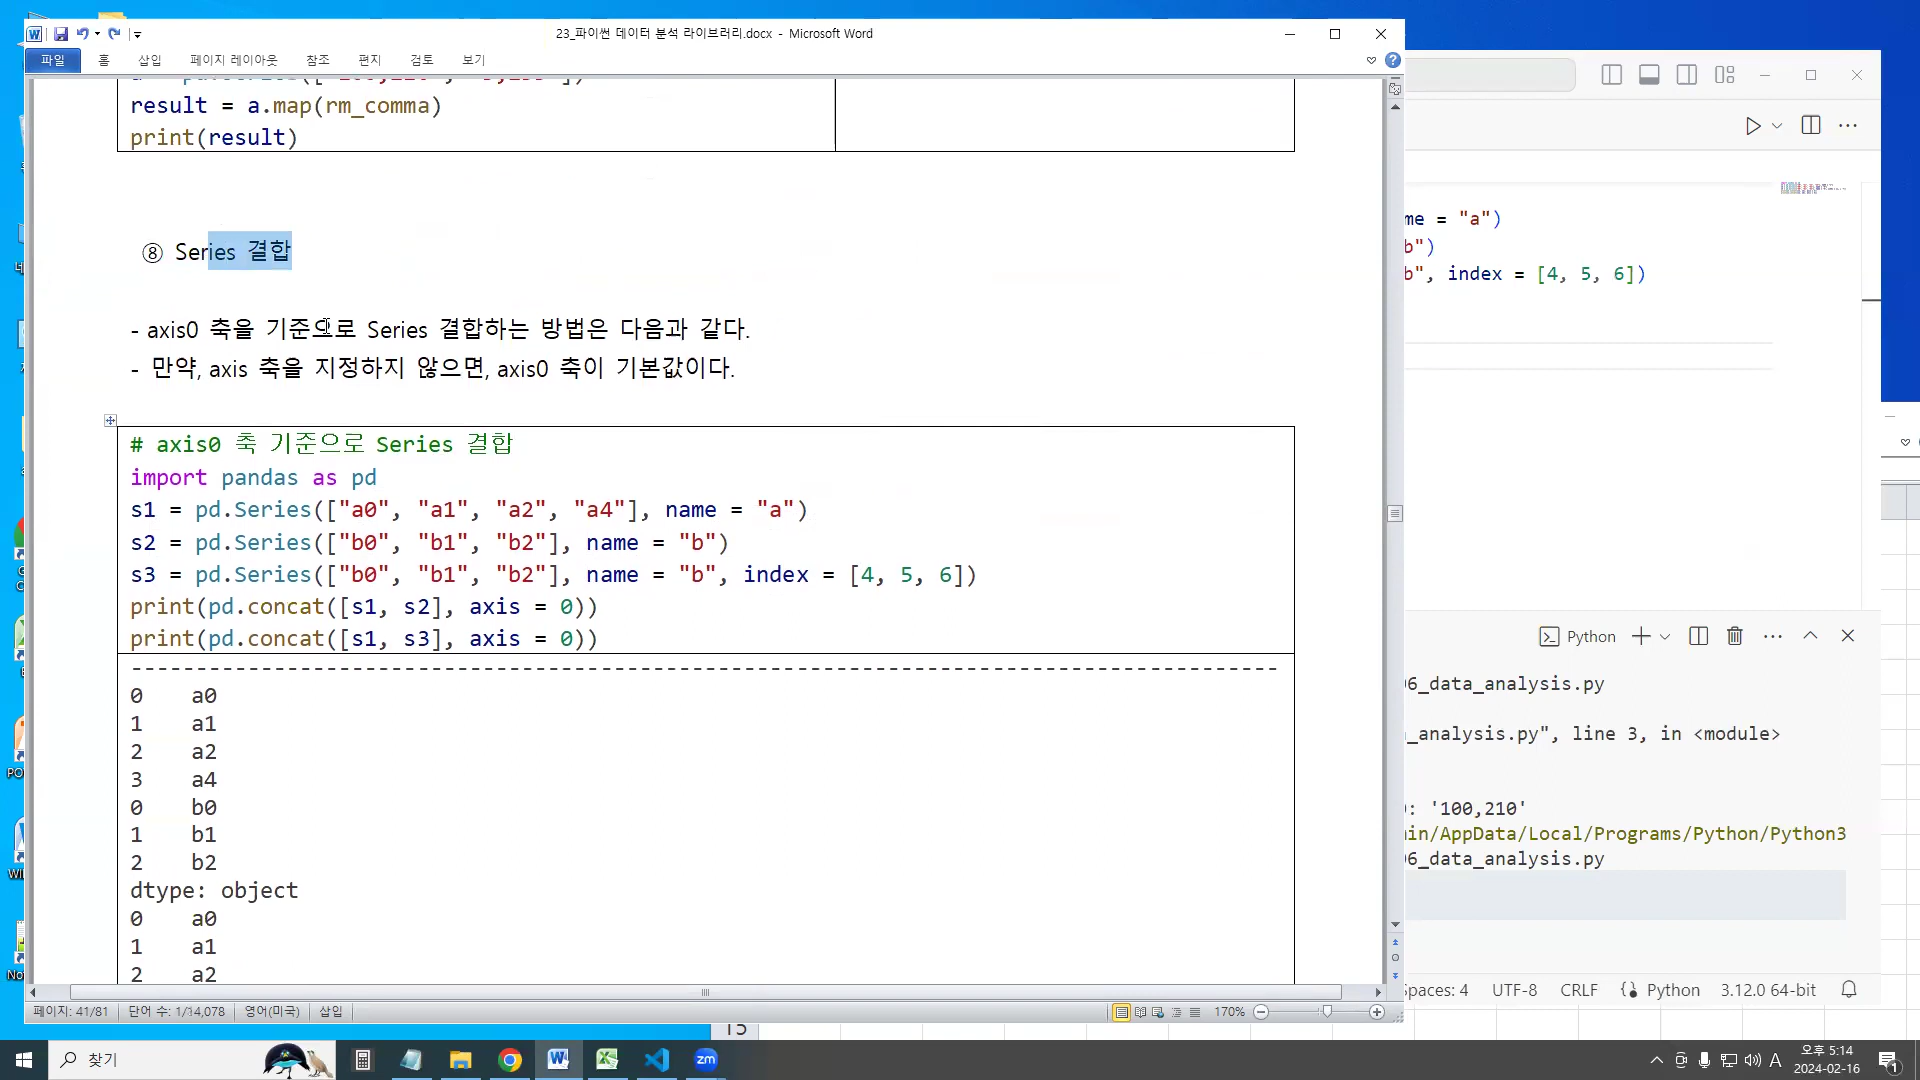 23_파이썬 데이터 분석 라이브러리.docx - Microsoft Word
파일 홈 삽입 페이지 레이아웃 참조 편지 검토 보기
result = a.map(rm_comma)
print(result)
⑧ Series 결합
- axis0 축을 기준으로 Series 결합하는 방법은 다음과 같다.
- 만약, axis 축을 지정하지 않으면, axis0 축이 기본값이다.
# axis0 축 기준으로 Series 결합
import pandas as pd
s1 = pd.Series(["a0", "a1", "a2", "a4"], name = "a")
s2 = pd.Series(["b0", "b1", "b2"], name = "b")
s3 = pd.Series(["b0", "b1", "b2"], name = "b", index = [4, 5, 6])
print(pd.concat([s1, s2], axis = 0))
print(pd.concat([s1, s3], axis = 0))
----------------------------------------------------------------------------------------
0 a0
1 a1
2 a2
3 a4
0 b0
1 b1
2 b2
dtype: object
0 a0
1 a1
2 a2
페이지: 41/81 단어 수: 1/14,078 영어(미국) 삽입 170%
me = "a")
b")
b", index = [4, 5, 6])
Python
06_data_analysis.py
_analysis.py", line 3, in <module>
: '100,210'
min/AppData/Local/Programs/Python/Python3
06_data_analysis.py
Spaces: 4 UTF-8 CRLF Python 3.12.0 64-bit
15
찾기
zm
A
오후 5:14
2024-02-16
1